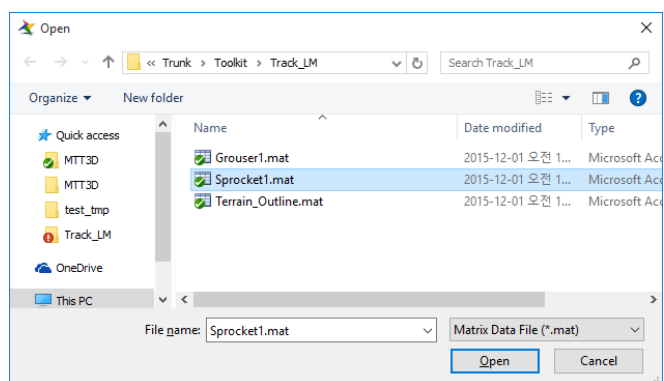 Open
« Trunk > Toolkit > Track_LM
Search Track_LM
Organize
New folder
Name
Date modified
Type
Quick access
MTT3D
MTT3D
test_tmp
Track_LM
OneDrive
This PC
Grouser1.mat 2015-12-01 오전 1... Microsoft Acc
Sprocket1.mat 2015-12-01 오전 1... Microsoft Acc
Terrain_Outline.mat 2015-12-01 오전 1... Microsoft Acc
File name: Sprocket1.mat
Matrix Data File (*.mat)
Open
Cancel